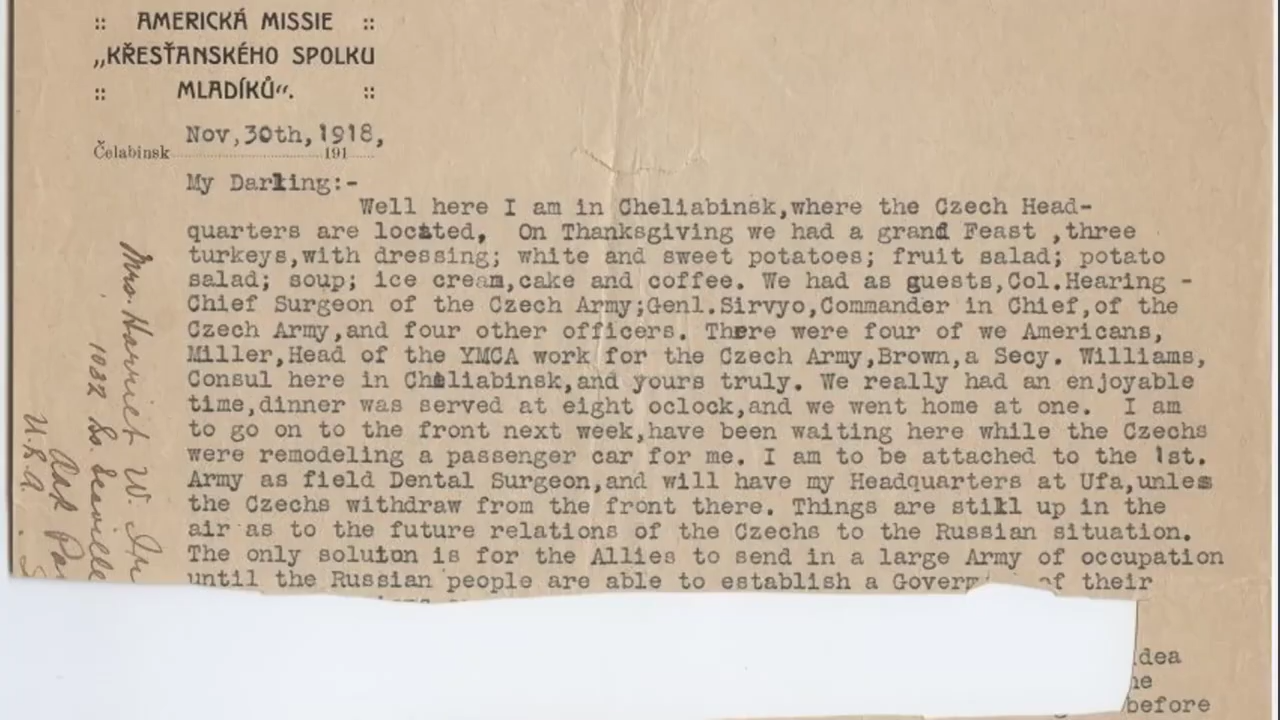 :: AMERICKÁ MISSIE ::
„KŘESŤANSKÉHO SPOLKU
:: MLADÍKŮ“. ::
Nov,30th,1918,
Čelabinsk 191
My Darling:-
Well here I am in Cheliabinsk,where the Czech Head-
quarters are located, On Thanksgiving we had a grand Feast ,three
turkeys,with dressing; white and sweet potatoes; fruit salad; potato
salad; soup; ice cream,cake and coffee. We had as guests,Col.Hearing -
Chief Surgeon of the Czech Army;Genl.Sirvyo,Commander in Chief,of the
Czech Army,and four other officers. There were four of we Americans,
Miller,Head of the YMCA work for the Czech Army,Brown,a Secy. Williams,
Consul here in Cheliabinsk,and yours truly. We really had an enjoyable
time,dinner was served at eight oclock,and we went home at one. I am
to go on to the front next week,have been waiting here while the Czechs
were remodeling a passenger car for me. I am to be attached to the 1st.
Army as field Dental Surgeon,and will have my Headquarters at Ufa,unless
the Czechs withdraw from the front there. Things are still up in the
air as to the future relations of the Czechs to the Russian situation.
The only soluton is for the Allies to send in a large Army of occupation
until the Russian people are able to establish a Goverm of their
idea
before
Mrs. Harriet W.
1032 So.
Oak
U.S.A.